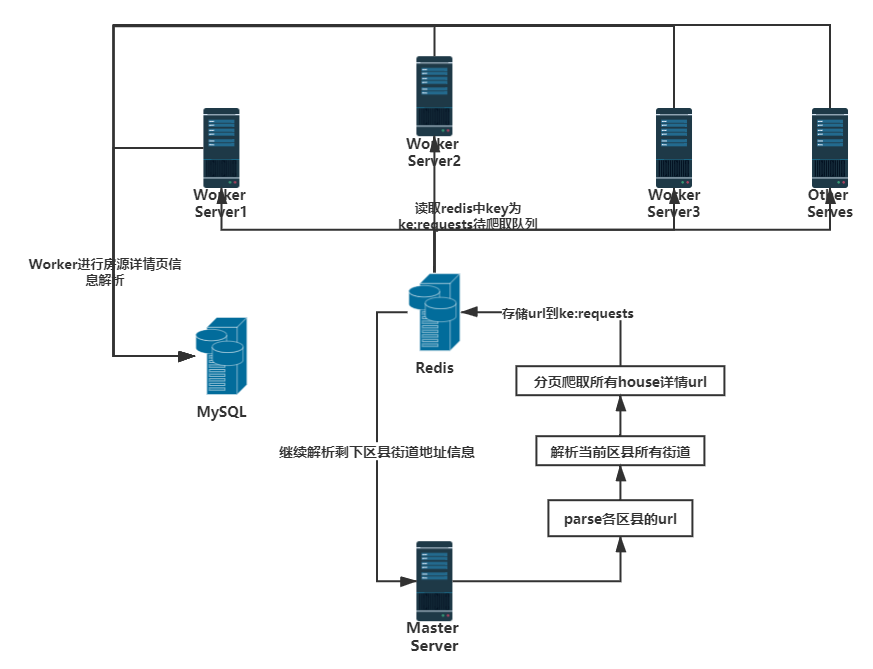 Worker
Server2
Worker
Server1
Worker
Server3
Other
Serves
读取redis中key为
ke:requests待爬取队列
Worker进行房源详情页信
息解析
存储url到ke:requests
Redis
分页爬取所有house详情url
MySQL
继续解析剩下区县街道地址信息
解析当前区县所有街道
parse各区县的url
Master
Server